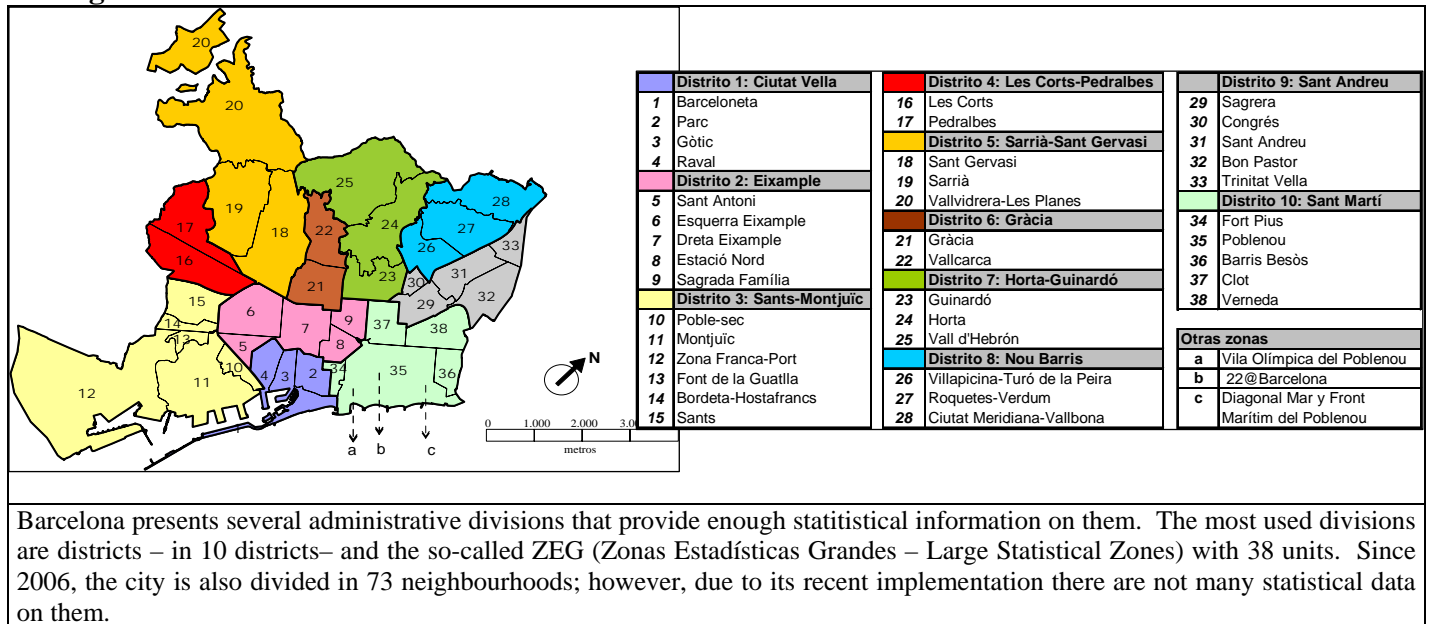 20
20
25
28
24
27
22
19
17
18
26
33
31
16
23
30
21
29
32
15
6
9
37
38
14
7
13
5
8
10
34
35
36
12
11
4
3
2
N
0
1.000
2.000
metros
a
b
c
Distrito 1: Ciutat Vella
1 Barceloneta
2 Parc
3 Gòtic
4 Raval
Distrito 2: Eixample
5 Sant Antoni
6 Esquerra Eixample
7 Dreta Eixample
8 Estació Nord
9 Sagrada Família
Distrito 3: Sants-Montjuïc
10 Poble-sec
11 Montjuïc
12 Zona Franca-Port
13 Font de la Guatlla
14 Bordeta-Hostafrancs
15 Sants
Distrito 4: Les Corts-Pedralbes
16 Les Corts
17 Pedralbes
Distrito 5: Sarrià-Sant Gervasi
18 Sant Gervasi
19 Sarrià
20 Vallvidrera-Les Planes
Distrito 6: Gràcia
21 Gràcia
22 Vallcarca
Distrito 7: Horta-Guinardó
23 Guinardó
24 Horta
25 Vall d'Hebrón
Distrito 8: Nou Barris
26 Villapicina-Turó de la Peira
27 Roquetes-Verdum
28 Ciutat Meridiana-Vallbona
Distrito 9: Sant Andreu
29 Sagrera
30 Congrés
31 Sant Andreu
32 Bon Pastor
33 Trinitat Vella
Distrito 10: Sant Martí
34 Fort Pius
35 Poblenou
36 Barris Besòs
37 Clot
38 Verneda
Otras zonas
a Vila Olímpica del Poblenou
b 22@Barcelona
c Diagonal Mar y Front
Marítim del Poblenou
Barcelona presents several administrative divisions that provide enough statitistical information on them. The most used divisions
are districts – in 10 districts– and the so-called ZEG (Zonas Estadísticas Grandes – Large Statistical Zones) with 38 units. Since
2006, the city is also divided in 73 neighbourhoods; however, due to its recent implementation there are not many statistical data
on them.